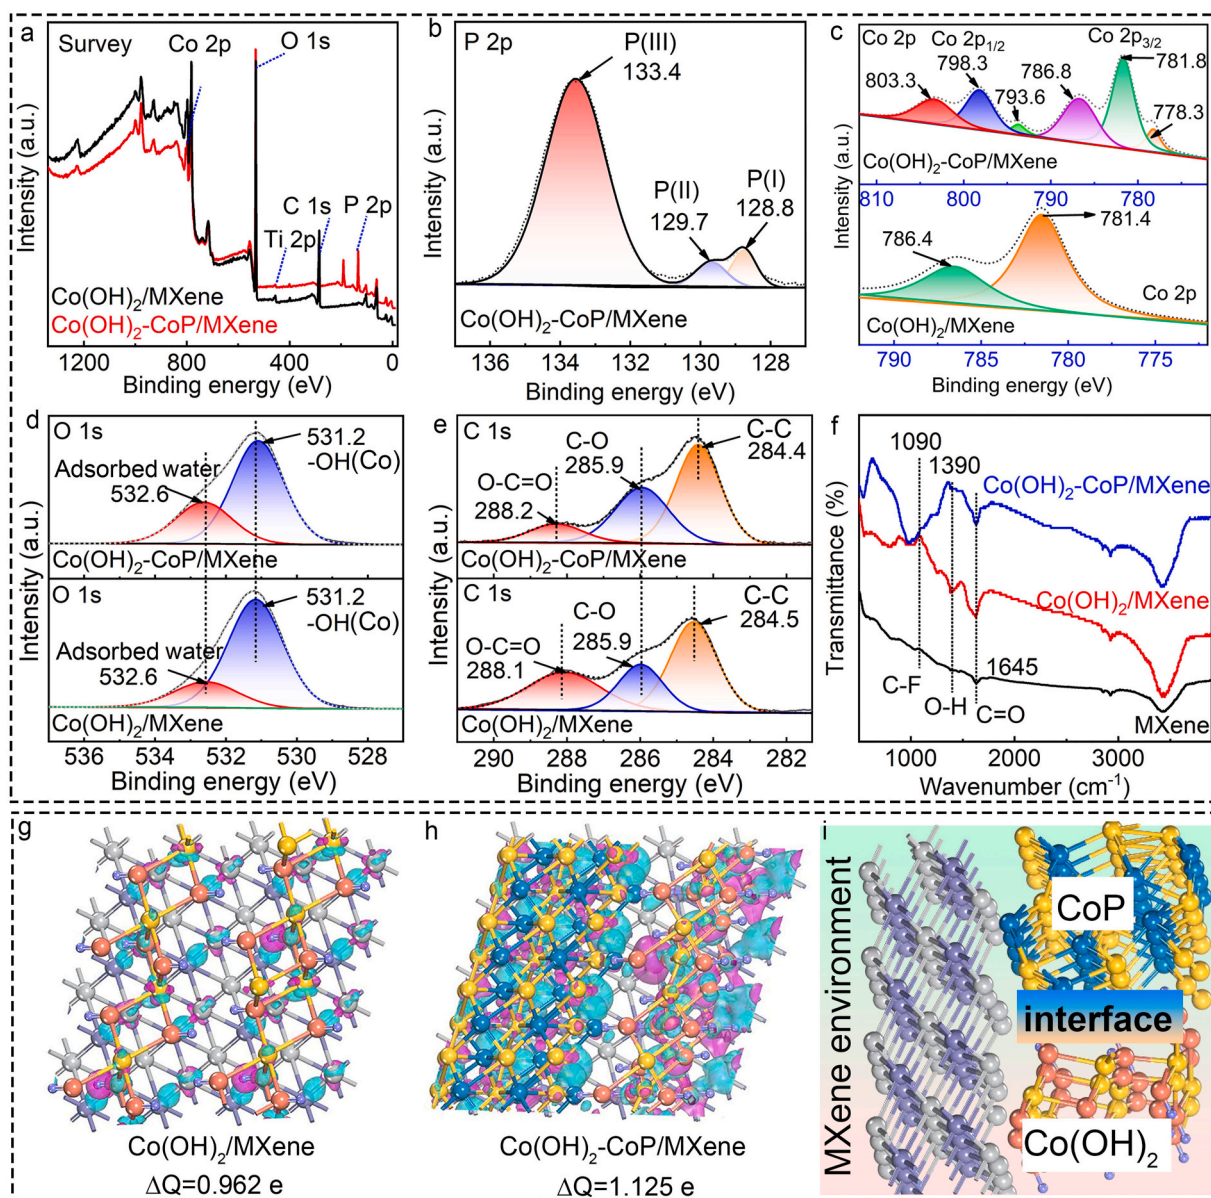 a
Survey
Co 2p
O 1s
C 1s
P 2p
Ti 2p
Co(OH)₂/MXene
Co(OH)₂-CoP/MXene
Intensity (a.u.)
1200 800 400 0
Binding energy (eV)
b
P 2p
P(III)
133.4
P(II)
129.7
P(I)
128.8
Co(OH)₂-CoP/MXene
Intensity (a.u.)
136 134 132 130 128
Binding energy (eV)
c
Co 2p
Co 2p₁/₂
Co 2p₃/₂
803.3
798.3
793.6
786.8
781.8
778.3
Co(OH)₂-CoP/MXene
810 800 790 780
786.4
781.4
Co 2p
Co(OH)₂/MXene
Intensity (a.u.)
790 785 780 775
Binding energy (eV)
d
O 1s
Adsorbed water
532.6
531.2
-OH(Co)
Co(OH)₂-CoP/MXene
O 1s
Adsorbed water
532.6
531.2
-OH(Co)
Co(OH)₂/MXene
Intensity (a.u.)
536 534 532 530 528
Binding energy (eV)
e
C 1s
O-C=O
288.2
C-O
285.9
C-C
284.4
Co(OH)₂-CoP/MXene
C 1s
O-C=O
288.1
C-O
285.9
C-C
284.5
Co(OH)₂/MXene
Intensity (a.u.)
290 288 286 284 282
Binding energy (eV)
f
1090
1390
Co(OH)₂-CoP/MXene
Co(OH)₂/MXene
1645
C-F
O-H
C=O
MXene
Transmittance (%)
1000 2000 3000
Wavenumber (cm⁻¹)
g
Co(OH)₂/MXene
ΔQ=0.962 e
h
Co(OH)₂-CoP/MXene
ΔQ=1.125 e
i
MXene environment
CoP
interface
Co(OH)₂